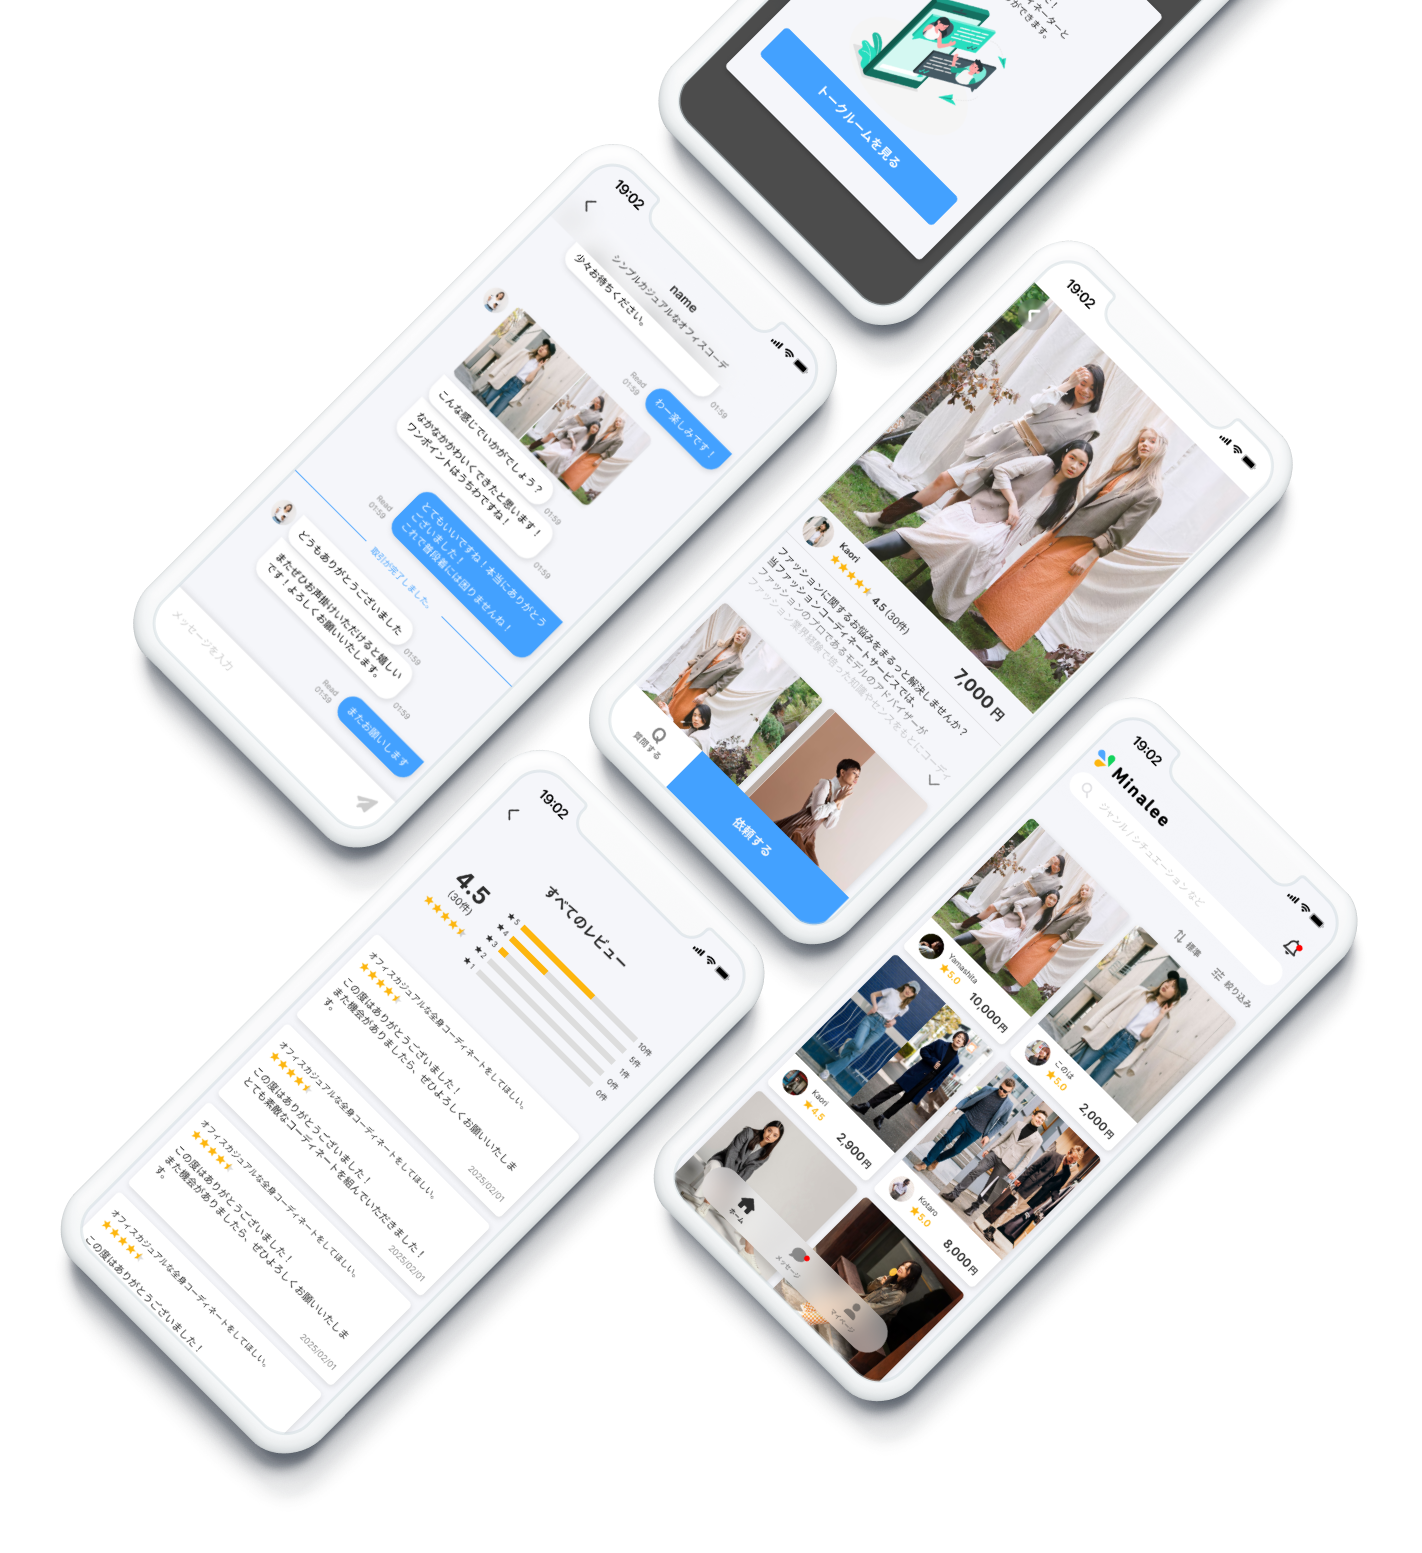 だ！
ィネーターと
ができます。
トークルームを見る
19:02
name
シンプルカジュアルなオフィスコーデ
少々お待ちください。
01:59
Read
01:59
わー楽しみです！
こんな感じでいかがでしょう？
01:59
なかなかかわいくできたと思います！
ワンポイントはうちわですね！
01:59
Read
01:59
とてもいいですね！本当にありがとう
ございました！
これで普段着には困りませんね！
取引が完了しました。
どうもありがとうございました
01:59
またぜひお声掛けいただけると嬉しい
です！よろしくお願いいたします。
01:59
Read
01:59
またお願いします
メッセージを入力
19:02
Kaori
4.5 (30件)
7,000 円
ファッションに関するお悩みをまるっと解決しませんか？
当ファッションコーディネートサービスでは、
ファッションのプロであるモデルのアドバイザーが
ファッション業界経験で培った知識やセンスをもとにコーディ
Q
質問する
依頼する
19:02
すべてのレビュー
4.5
(30件)
★ 5
10件
★ 4
5件
★ 3
1件
★ 2
0件
★ 1
0件
オフィスカジュアルな全身コーディネートをしてほしい。
この度はありがとうございました！
また機会がありましたら、ぜひよろしくお願いいたしま
す。
2025/02/01
オフィスカジュアルな全身コーディネートをしてほしい。
この度はありがとうございました！
とても素敵なコーディネートを組んでいただきました！
2025/02/01
オフィスカジュアルな全身コーディネートをしてほしい。
この度はありがとうございました！
また機会がありましたら、ぜひよろしくお願いいたしま
す。
2025/02/01
オフィスカジュアルな全身コーディネートをしてほしい。
この度はありがとうございました！
19:02
Minalee
ジャンル / シチュエーションなど
標準
絞り込み
Yamashita
★5.0
10,000円
このは
★5.0
2,000円
Kaori
★4.5
2,900円
Kotaro
★5.0
8,000円
ホーム
メッセージ
マイページ